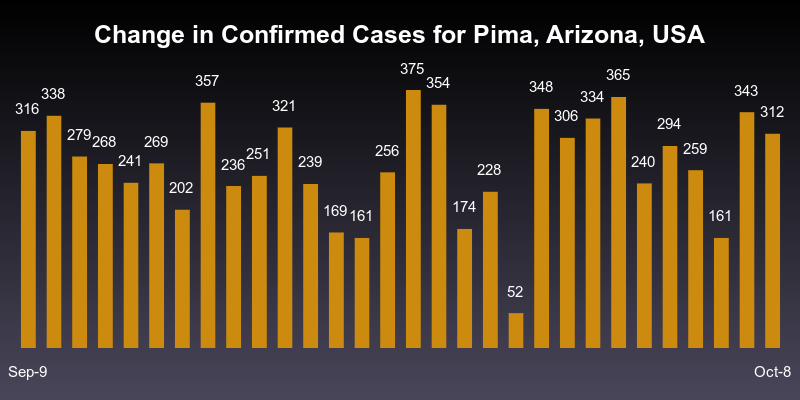 Change in Confirmed Cases for Pima, Arizona, USA
316 338 279 268 241 269 202 357 236 251 321 239 169 161 256 375 354 174 228 52 348 306 334 365 240 294 259 161 343 312
Sep-9 Oct-8